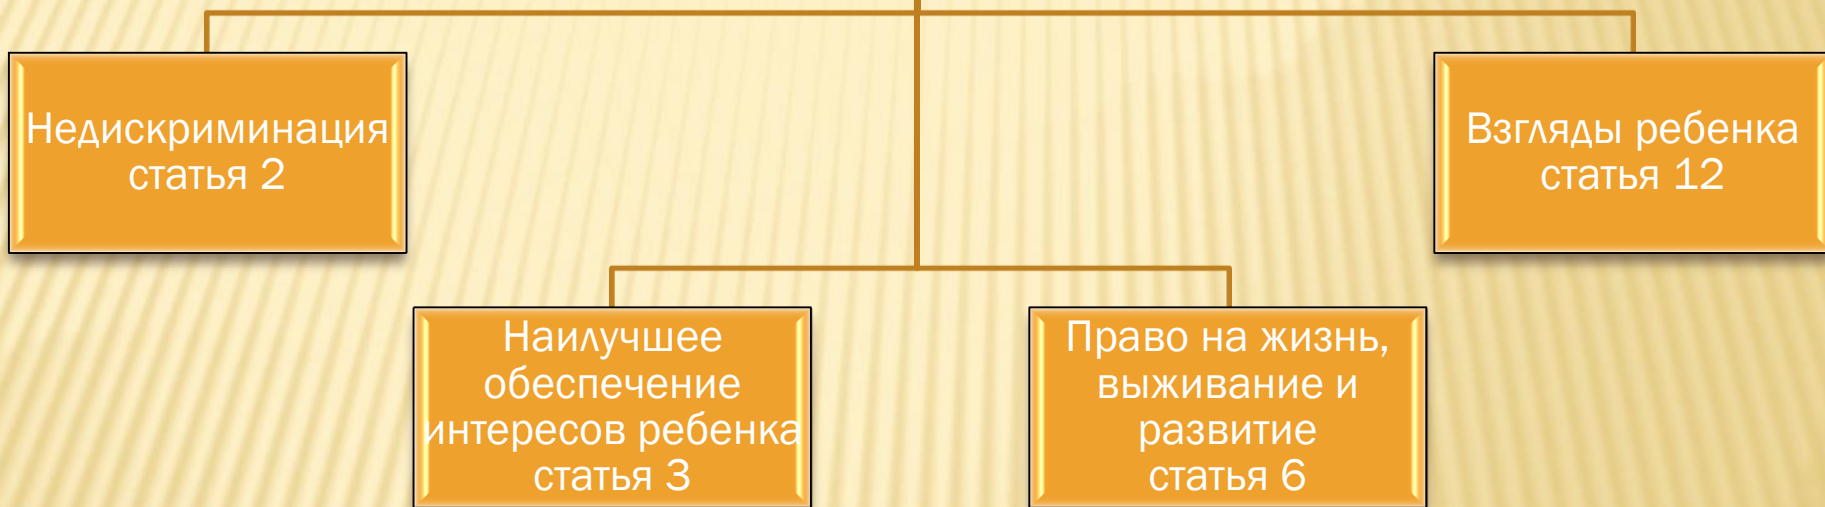 Недискриминация
статья 2
Взгляды ребенка
статья 12
Наилучшее
обеспечение
интересов ребенка
статья 3
Право на жизнь,
выживание и
развитие
статья 6